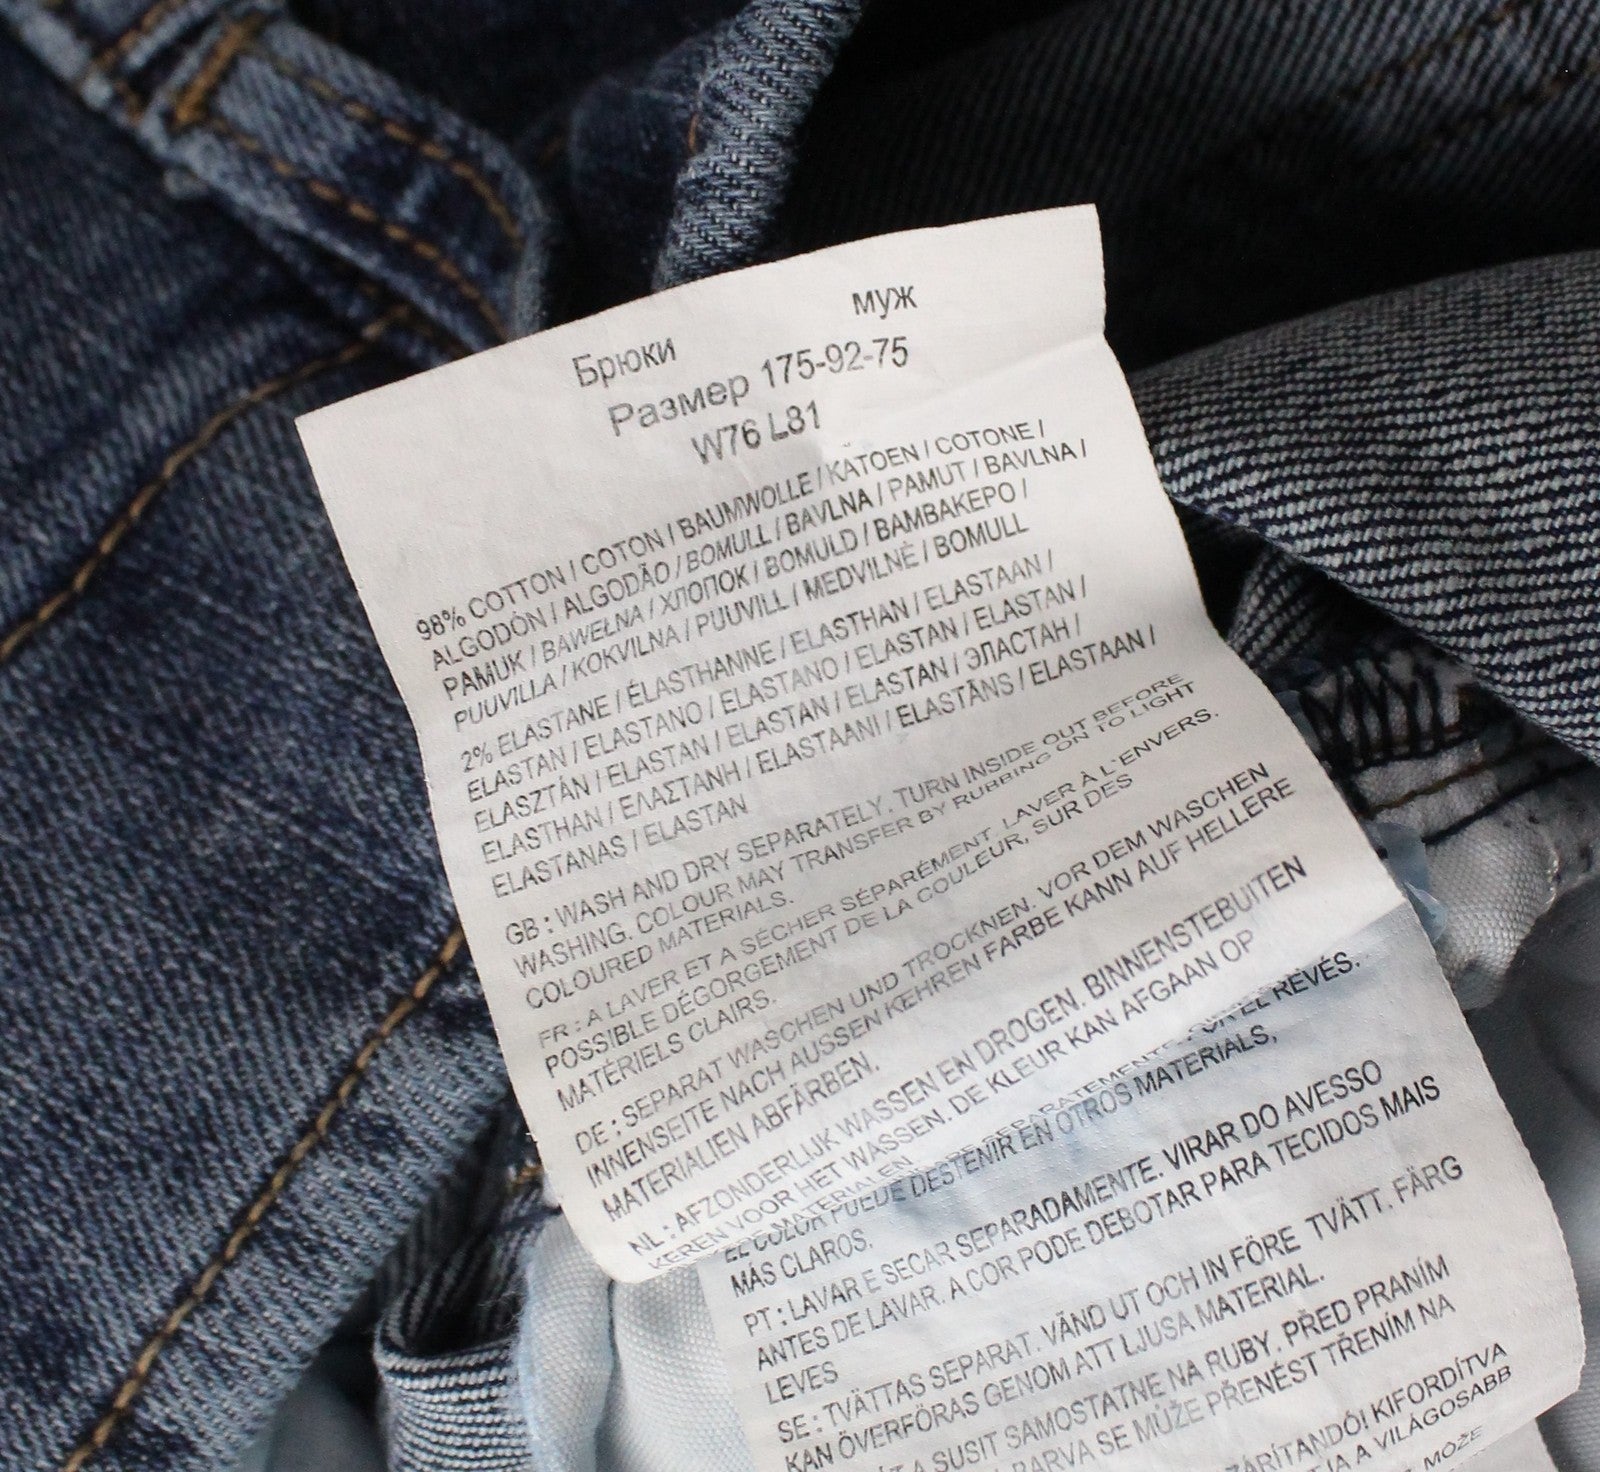 Брюки муж
Размер 175-92-75
W76 L81
98% COTTON / COTON / BAUMWOLLE / KATOEN / COTONE /
ALGODÓN / ALGODÃO / BOMULL / BAVLNA / PAMUT / BAVLNA /
PAMUK / BAWEŁNA / ХЛОПОК / BOMULD / BAMBAKEPO /
PUUVILLA / KOKVILNA / PUUVILL / MEDVILNĖ / BOMULL
2% ELASTANE / ÉLASTHANNE / ELASTHAN / ELASTAAN /
ELASTAN / ELASTANO / ELASTANO / ELASTAN / ELASTAN /
ELASZTÁN / ELASTAN / ELASTAN / ELASTAN / ЭЛАСТАН /
ELASTHAN / ΕΛΑΣΤΑΝΗ / ELASTAANI / ELASTĀNS / ELASTAAN /
ELASTANAS / ELASTAN
GB : WASH AND DRY SEPARATELY. TURN INSIDE OUT BEFORE
WASHING. COLOUR MAY TRANSFER BY RUBBING ON TO LIGHT
COLOURED MATERIALS.
FR : A LAVER ET A SÉCHER SÉPARÉMENT. LAVER À L'ENVERS.
POSSIBLE DÉGORGEMENT DE LA COULEUR, SUR DES
MATÉRIELS CLAIRS.
DE : SEPARAT WASCHEN UND TROCKNEN. VOR DEM WASCHEN
INNENSEITE NACH AUSSEN KEHREN FARBE KANN AUF HELLERE
MATERIALIEN ABFÄRBEN.
NL : AFZONDERLIJK WASSEN EN DROGEN. BINNENSTEBUITEN
KEREN VOOR HET WASSEN. DE KLEUR KAN AFGAAN OP
MATERIALEN.
SEPARATEMENTE POR EL REVÉS.
EL COLOR PUEDE DESTENIR EN OTROS MATERIALS,
MÁS CLAROS.
PT : LAVAR E SECAR SEPARADAMENTE. VIRAR DO AVESSO
ANTES DE LAVAR. A COR PODE DEBOTAR PARA TECIDOS MAIS
LEVES
SE : TVÄTTAS SEPARAT. VÄND UT OCH IN FÖRE TVÄTT. FÄRG
KAN ÖVERFÖRAS GENOM ATT LJUSA MATERIAL.
A SUSIT SAMOSTATNE NA RUBY. PŘED PRANÍM
BARVA SE MŮŽE PŘENÉST TŘENÍM NA
KIFORDÍTVA
A VILÁGOSABB
MOŽE